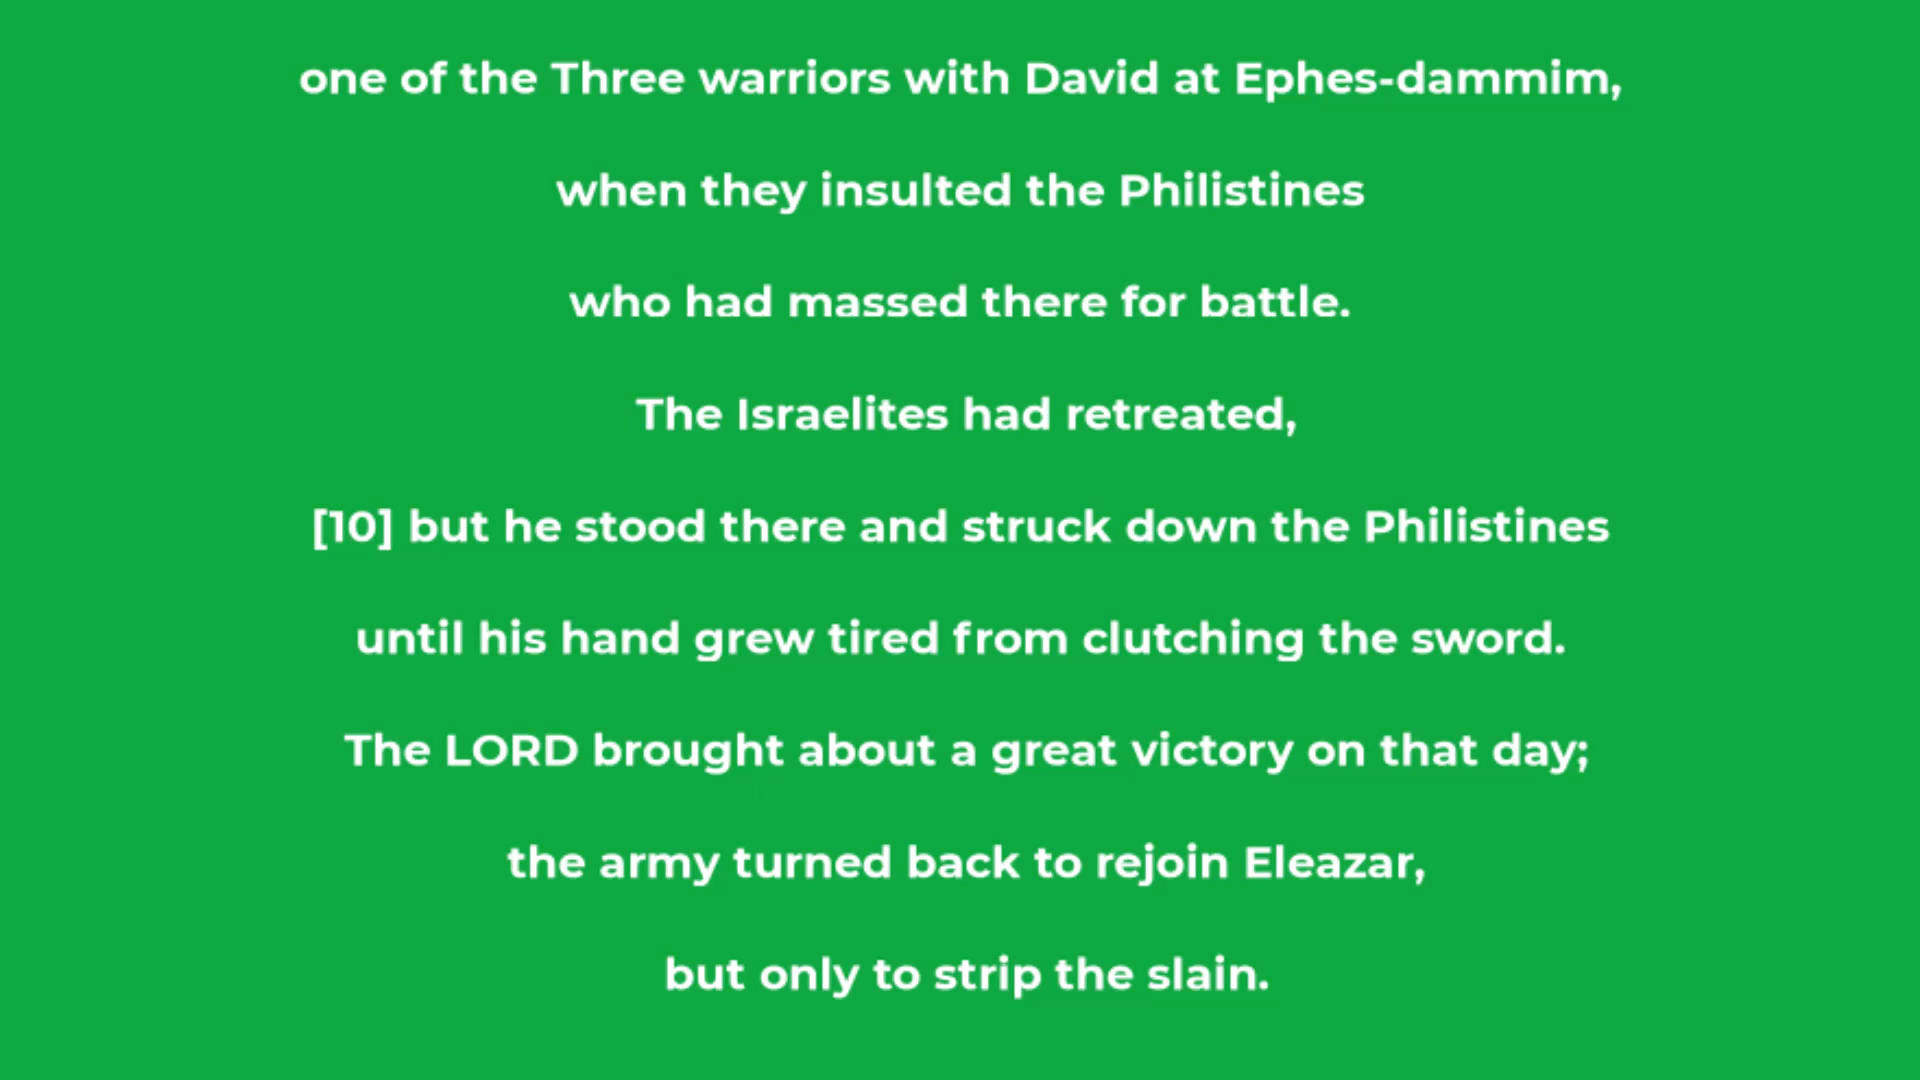 one of the Three warriors with David at Ephes-dammim,
when they insulted the Philistines
who had massed there for battle.
The Israelites had retreated,
[10] but he stood there and struck down the Philistines
until his hand grew tired from clutching the sword.
The LORD brought about a great victory on that day;
the army turned back to rejoin Eleazar,
but only to strip the slain.